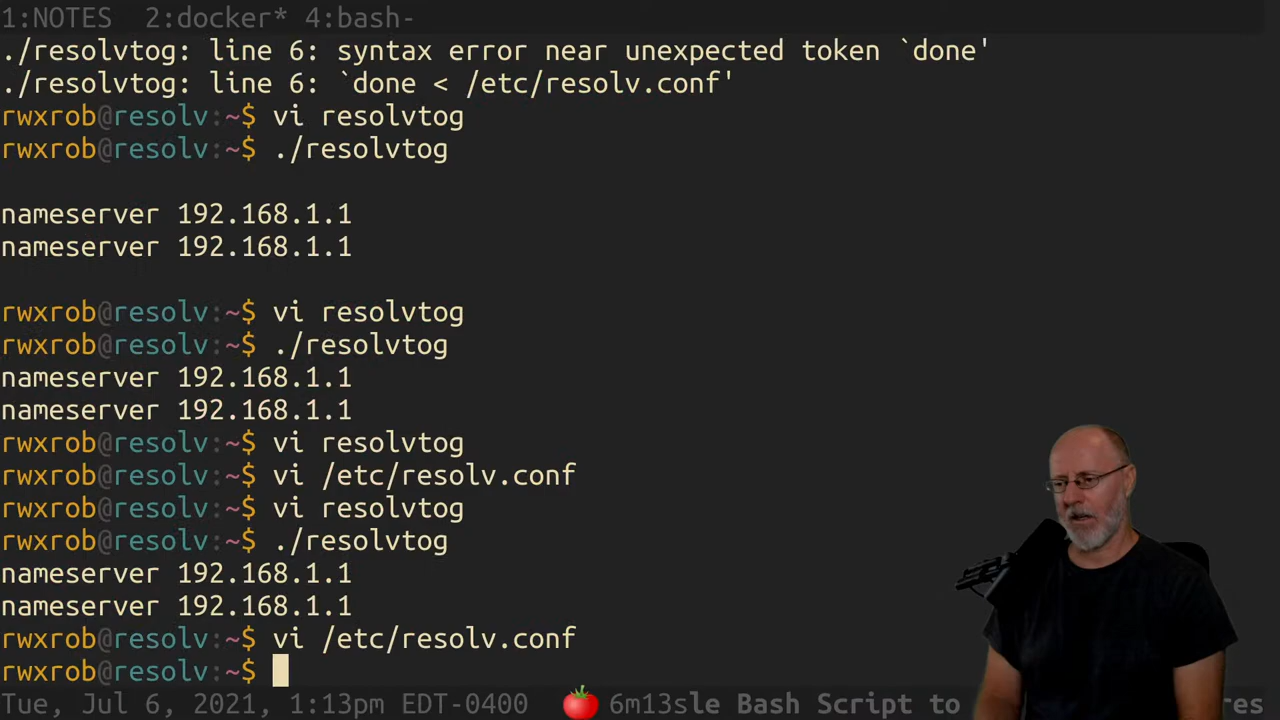 1:NOTES  2:docker* 4:bash-
./resolvtog: line 6: syntax error near unexpected token `done'
./resolvtog: line 6: `done < /etc/resolv.conf'
rwxrob@resolv:~$ vi resolvtog
rwxrob@resolv:~$ ./resolvtog
nameserver 192.168.1.1
nameserver 192.168.1.1
rwxrob@resolv:~$ vi resolvtog
rwxrob@resolv:~$ ./resolvtog
nameserver 192.168.1.1
nameserver 192.168.1.1
rwxrob@resolv:~$ vi resolvtog
rwxrob@resolv:~$ vi /etc/resolv.conf
rwxrob@resolv:~$ vi resolvtog
rwxrob@resolv:~$ ./resolvtog
nameserver 192.168.1.1
nameserver 192.168.1.1
rwxrob@resolv:~$ vi /etc/resolv.conf
rwxrob@resolv:~$
Tue, Jul 6, 2021, 1:13pm EDT-0400 🍅 6m13sle Bash Script to res